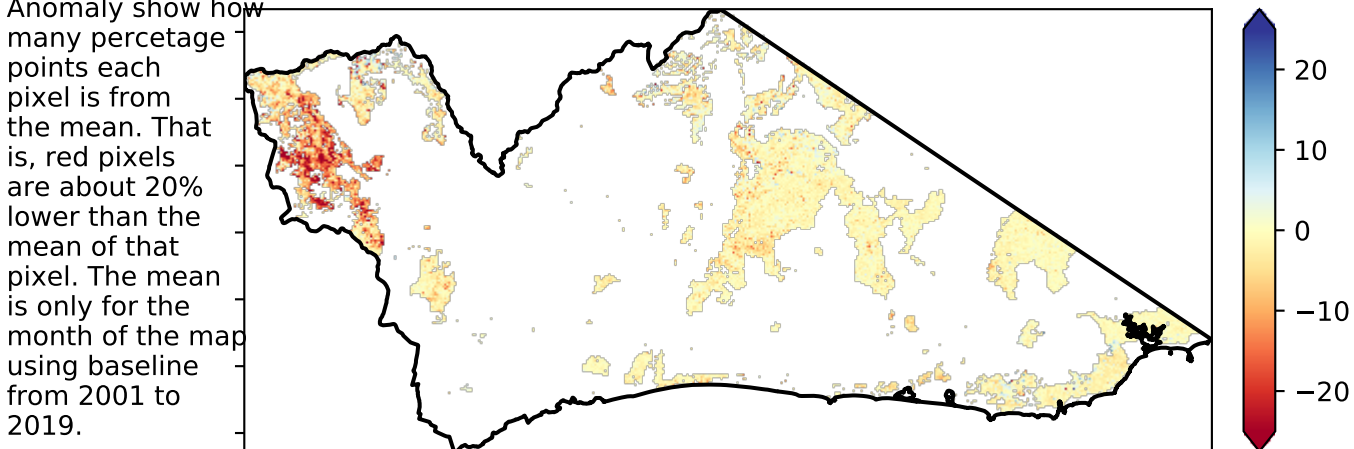 Anomaly show how
many percetage
points each
pixel is from
the mean. That
is, red pixels
are about 20%
lower than the
mean of that
pixel. The mean
is only for the
month of the map
using baseline
from 2001 to
2019.
20
10
0
−10
−20